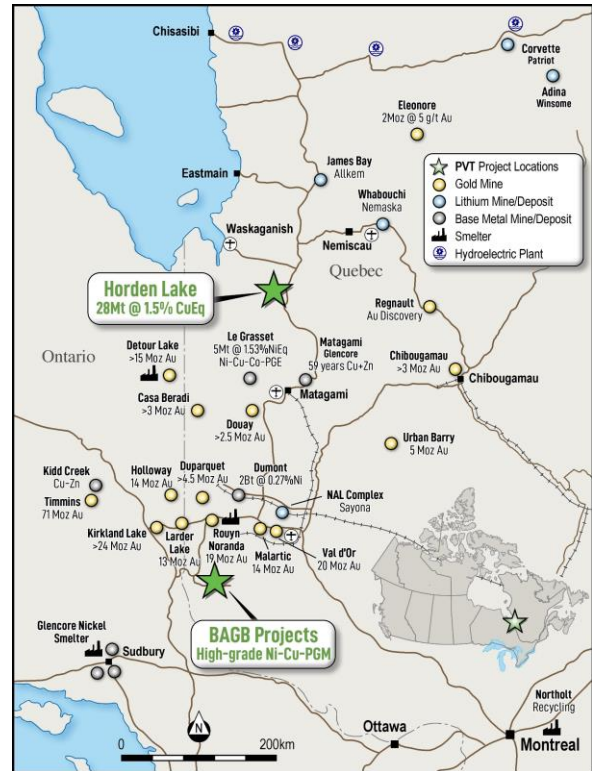 Chisasibi
Corvette
Patriot
Adina
Winsome
Eleonore
2Moz @ 5 g/t Au
James Bay
Allkem
Eastmain
PVT Project Locations
Gold Mine
Lithium Mine/Deposit
Base Metal Mine/Deposit
Smelter
Hydroelectric Plant
Whabouchi
Nemaska
Waskaganish
Nemiscau
Quebec
Horden Lake
28Mt @ 1.5% CuEq
Regnault
Au Discovery
Ontario
Detour Lake
>15 Moz Au
Le Grasset
5Mt @ 1.53%NiEq
Ni-Cu-Co-PGE
Matagami
Glencore
59 years Cu+Zn
Chibougamau
>3 Moz Au
Chibougamau
Casa Beradi
>3 Moz Au
Matagami
Douay
>2.5 Moz Au
Urban Barry
5 Moz Au
Kidd Creek
Cu-Zn
Timmins
71 Moz Au
Holloway
14 Moz Au
Duparquet
>4.5 Moz Au
Dumont
2Bt @ 0.27%Ni
NAL Complex
Sayona
Kirkland Lake
>24 Moz Au
Larder
Lake
13 Moz Au
Rouyn
Noranda
19 Moz Au
Malartic
14 Moz Au
Val d'Or
20 Moz Au
BAGB Projects
High-grade Ni-Cu-PGM
Glencore Nickel
Smelter
Sudbury
Northolt
Recycling
N
0
200km
Ottawa
Montreal